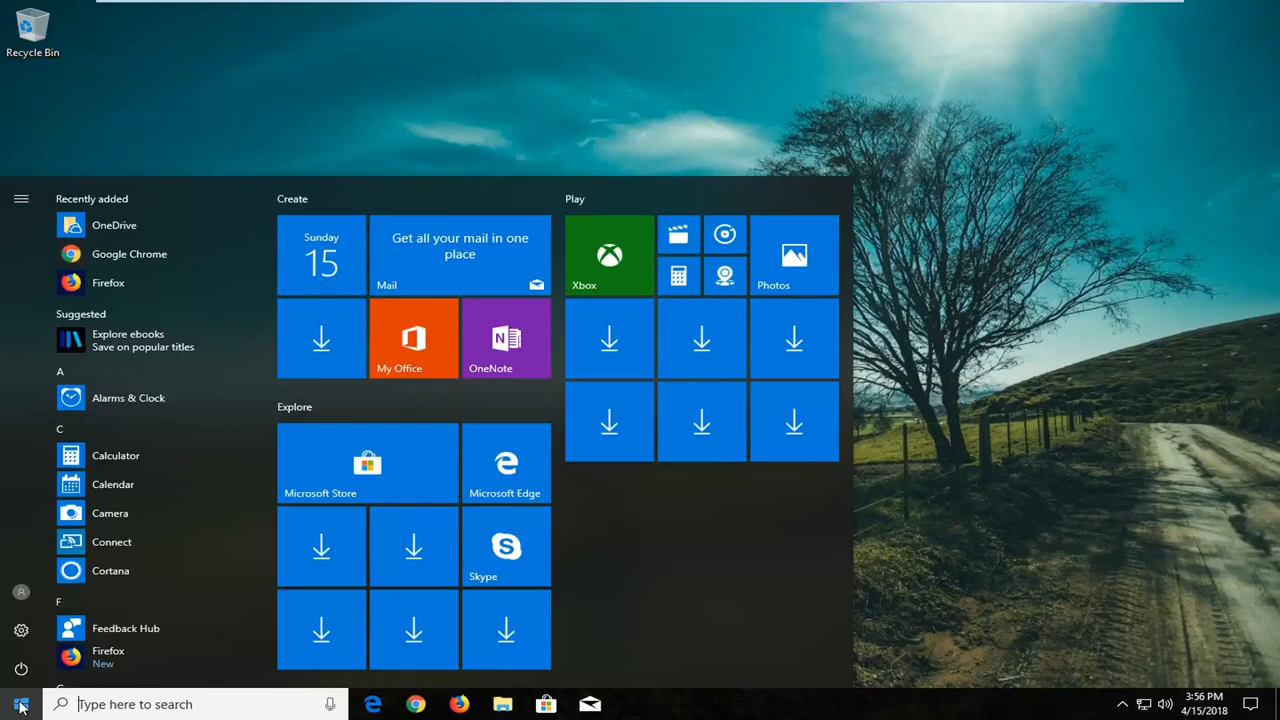 Recycle Bin
Recently added
OneDrive
Google Chrome
Firefox
Suggested
Explore ebooks
Save on popular titles
A
Alarms & Clock
C
Calculator
Calendar
Camera
Connect
Cortana
F
Feedback Hub
Firefox
New
Create
Sunday
15
Get all your mail in one
place
Mail
My Office
OneNote
Explore
Microsoft Store
Microsoft Edge
Skype
Play
Xbox
Photos
Type here to search
3:56 PM
4/15/2018